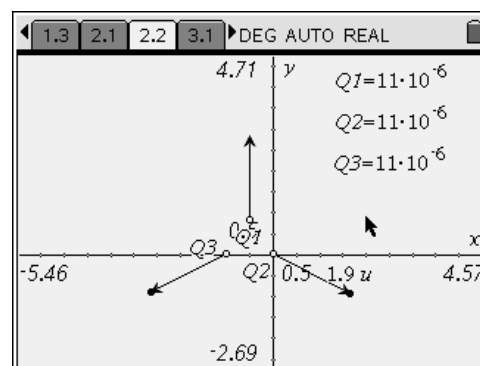 1.3 2.1 2.2 3.1 DEG AUTO REAL
4.71 y
Q1=11·10^-6
Q2=11·10^-6
Q3=11·10^-6
Q1
Q3
x
-5.46 Q2 0.5 1.9 u 4.57
-2.69